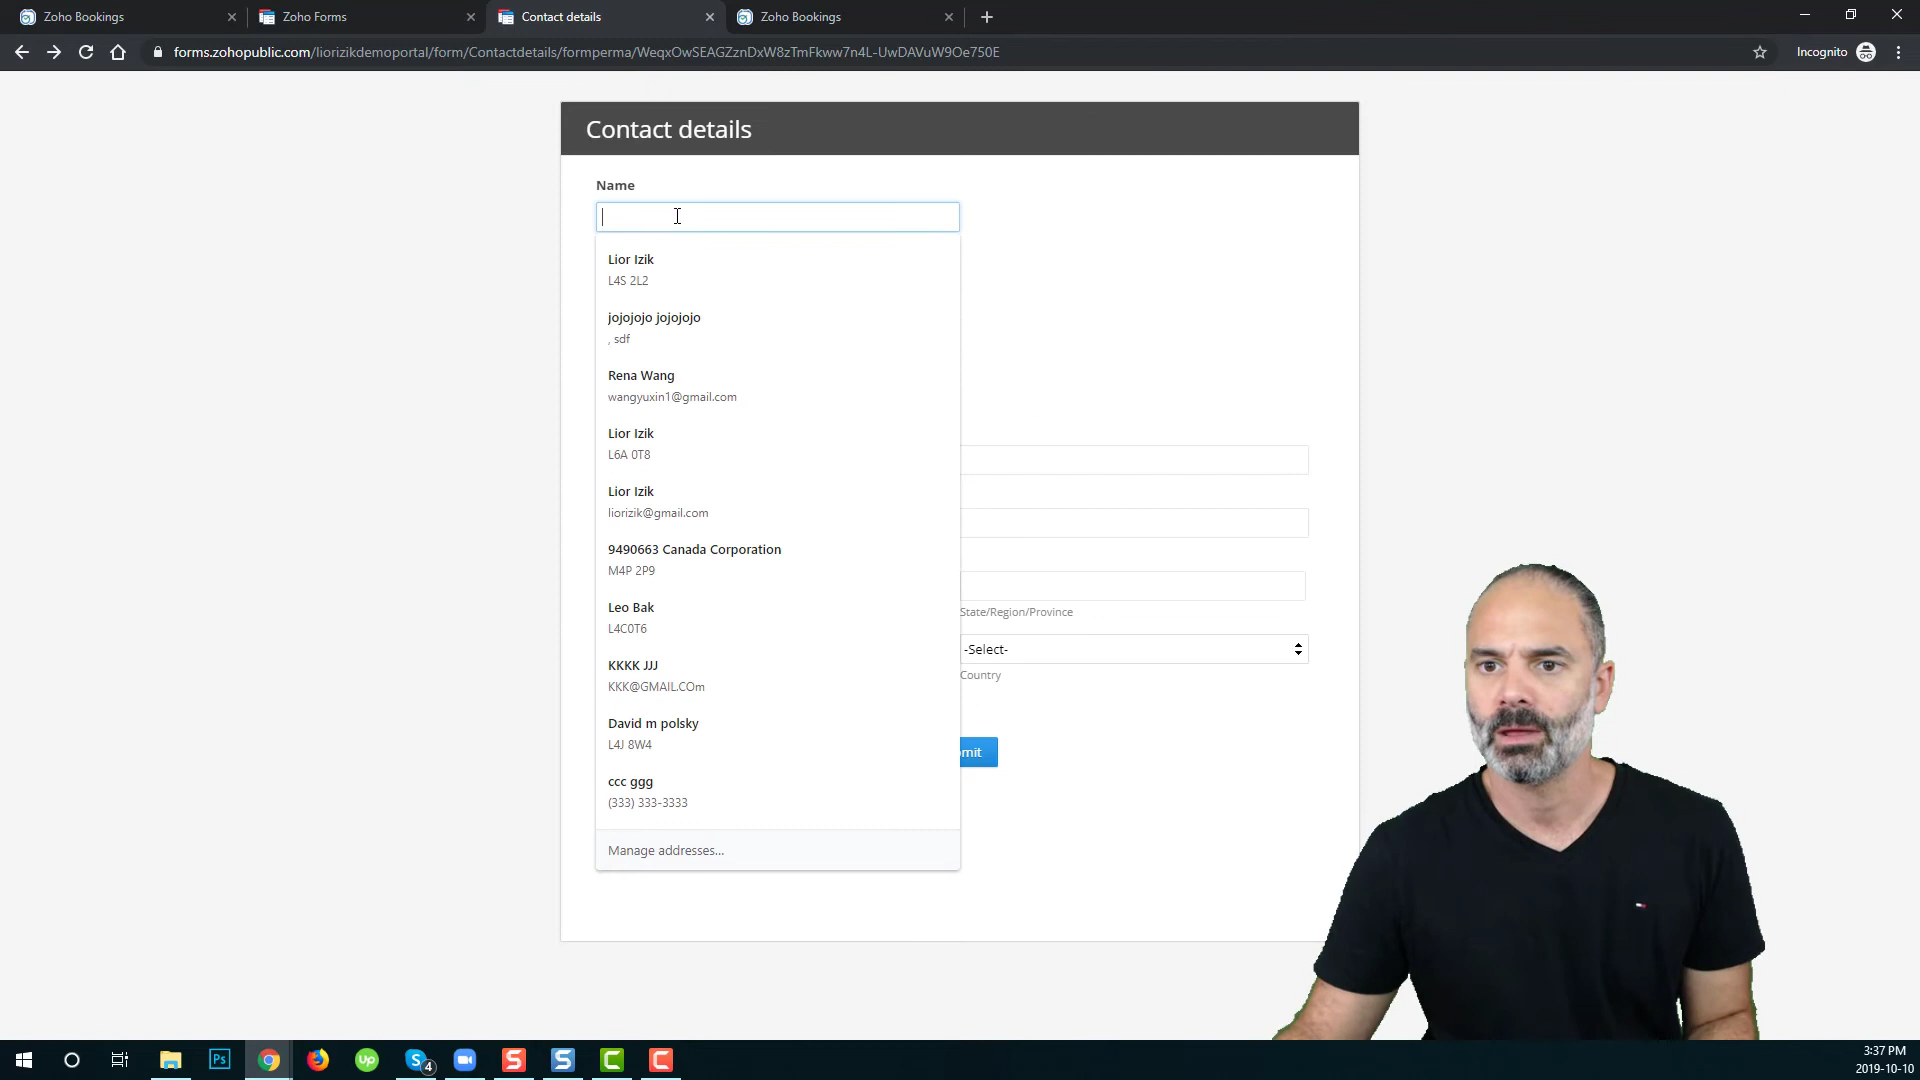 Zoho Bookings
Zoho Forms
Contact details
Zoho Bookings
forms.zohopublic.com/liorizikdemoportal/form/Contactdetails/formperma/WeqxOwSEAGZznDxW8zTmFkww7n4L-UwDAVuW9Oe750E
Incognito
Contact details
Name
Lior Izik
L4S 2L2
jojojojo jojojojo
, sdf
Rena Wang
wangyuxin1@gmail.com
Lior Izik
L6A 0T8
Lior Izik
liorizik@gmail.com
9490663 Canada Corporation
M4P 2P9
State/Region/Province
Leo Bak
L4C0T6
-Select-
Country
KKKK JJJ
KKK@GMAIL.COm
David m polsky
L4J 8W4
mit
ccc ggg
(333) 333-3333
Manage addresses...
Ps
Up
S 4
S
S
C
C
3:37 PM
2019-10-10